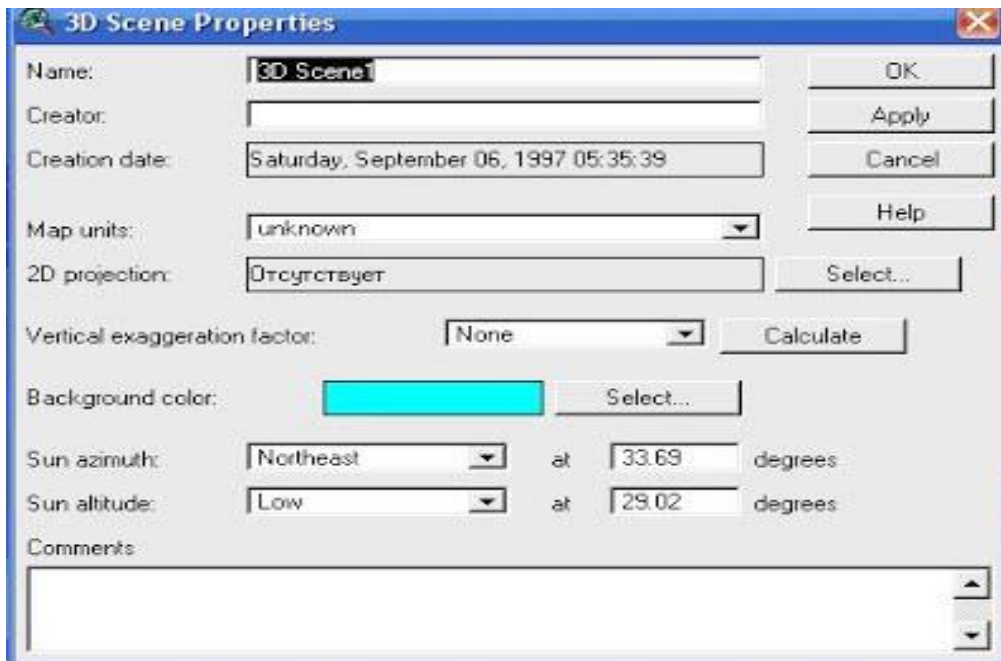 3D Scene Properties
Name: 3D Scene1 OK
Creator: Apply
Creation date: Saturday, September 06, 1997 05:35:39 Cancel
Help
Map units: unknown
2D projection: Отсутствует Select...
Vertical exaggeration factor: None Calculate
Background color: Select...
Sun azimuth: Northeast at 33.69 degrees
Sun altitude: Low at 29.02 degrees
Comments